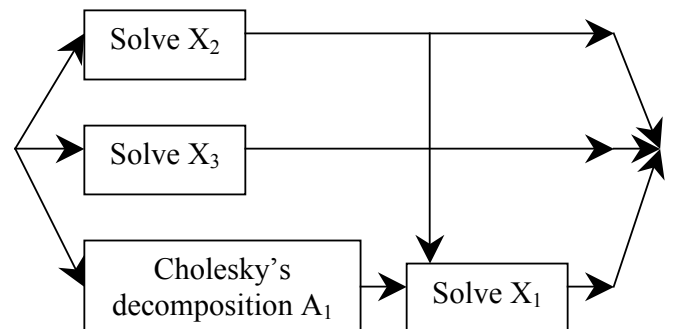 Solve X₂
Solve X₃
Cholesky’s
decomposition A₁
Solve X₁